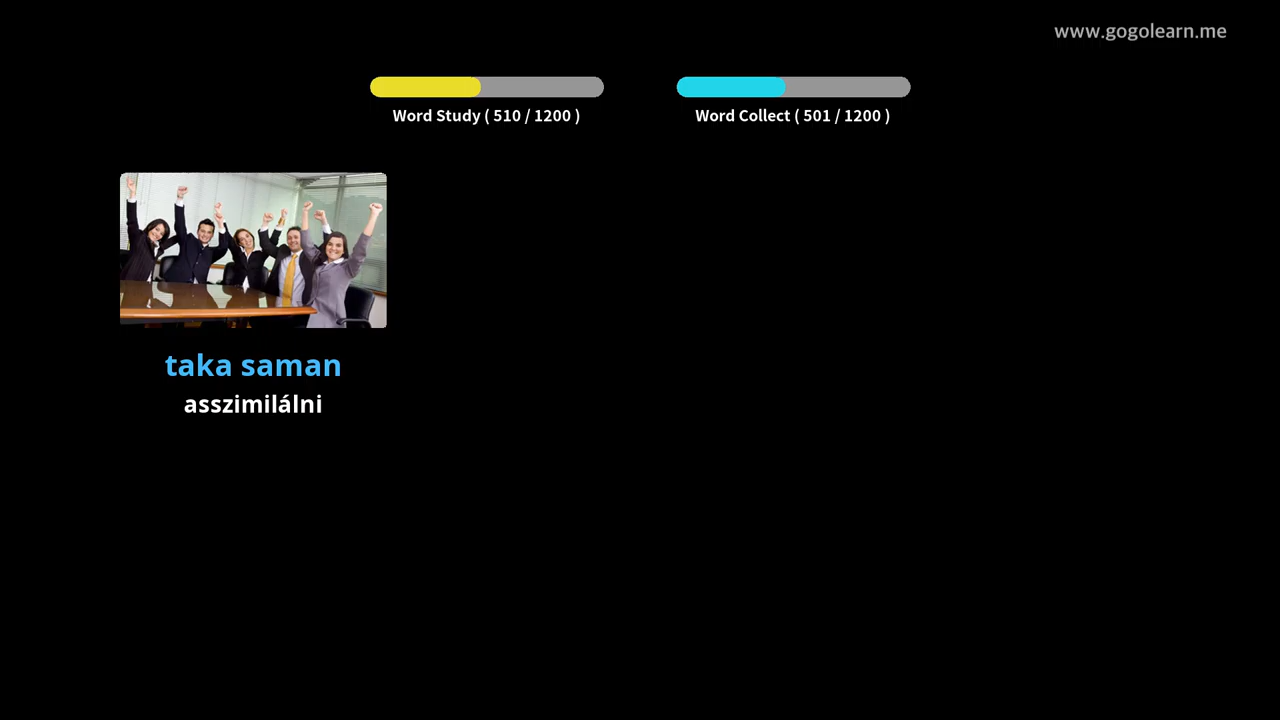 www.gogolearn.me
Word Study ( 510 / 1200 )
Word Collect ( 501 / 1200 )
taka saman
asszimilálni